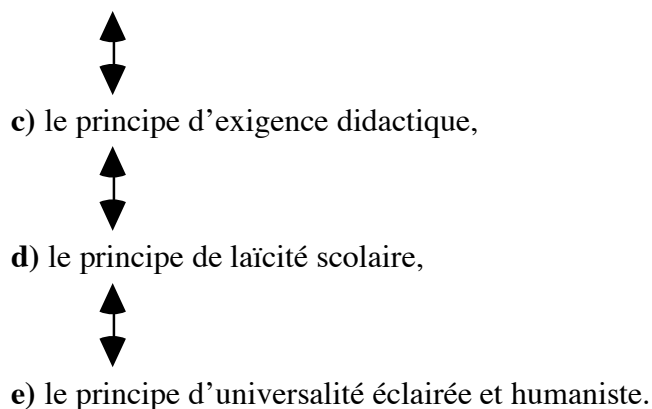 c) le principe d’exigence didactique,
d) le principe de laïcité scolaire,
e) le principe d’universalité éclairée et humaniste.